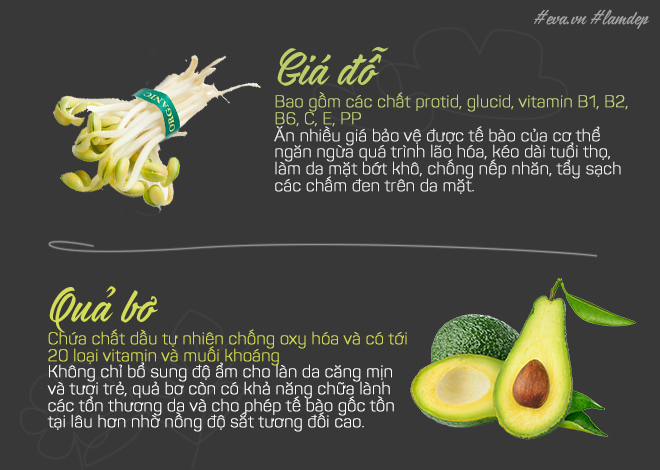 #eva.vn #lamdep
Giá đỗ
ORGANIC
Bao gồm các chất protid, glucid, vitamin B1, B2,
B6, C, E, PP
Ăn nhiều giá bảo vệ được tế bào của cơ thể
ngăn ngừa quá trình lão hóa, kéo dài tuổi thọ,
làm da mặt bớt khô, chống nếp nhăn, tẩy sạch
các chấm đen trên da mặt.
Quả bơ
Chứa chất dầu tự nhiên chống oxy hóa và có tới
20 loại vitamin và muối khoáng
Không chỉ bổ sung độ ẩm cho làn da căng mịn
và tươi trẻ, quả bơ còn có khả năng chữa lành
các tổn thương da và cho phép tế bào gốc tồn
tại lâu hơn nhờ nồng độ sắt tương đối cao.